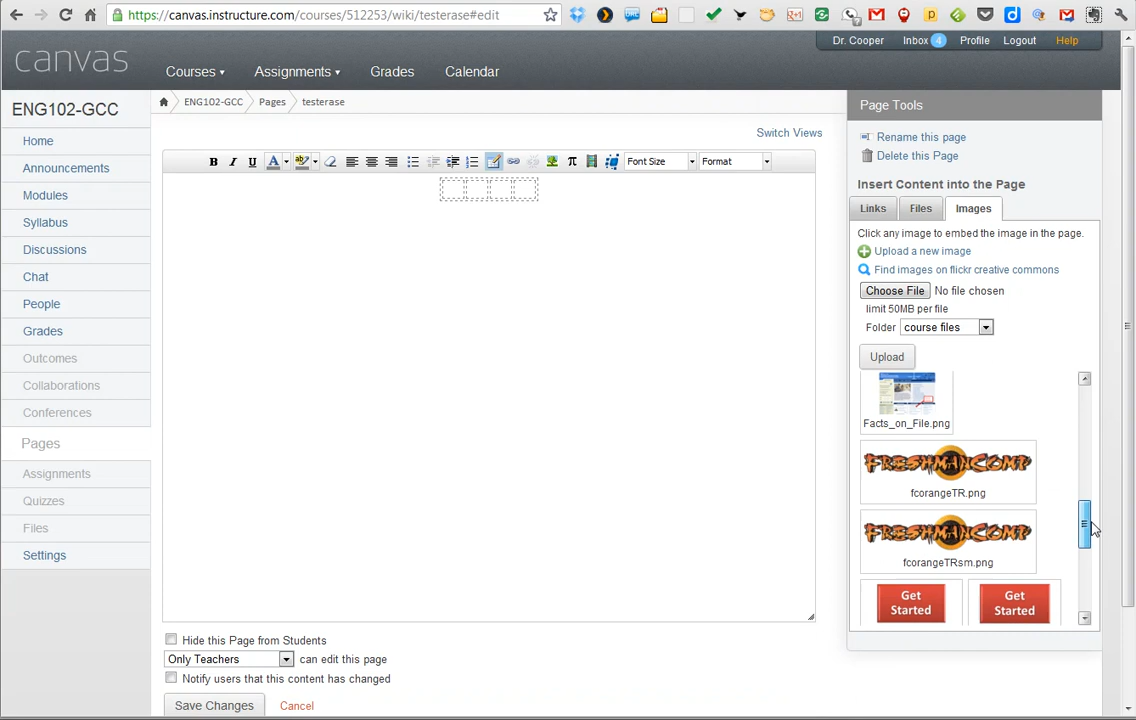 https://canvas.instructure.com/courses/512253/wiki/testerase#edit
canvas
Courses
Assignments
Grades
Calendar
Dr. Cooper
Inbox 4
Profile
Logout
Help
ENG102-GCC
Home
Announcements
Modules
Syllabus
Discussions
Chat
People
Grades
Outcomes
Collaborations
Conferences
Pages
Assignments
Quizzes
Files
Settings
ENG102-GCC
Pages
testerase
Switch Views
B I U A ab
Font Size
Format
Hide this Page from Students
Only Teachers can edit this page
Notify users that this content has changed
Save Changes
Cancel
Page Tools
Rename this page
Delete this Page
Insert Content into the Page
Links
Files
Images
Click any image to embed the image in the page.
Upload a new image
Find images on flickr creative commons
Choose File No file chosen
limit 50MB per file
Folder course files
Upload
Facts_on_File.png
FRESHMANCOMP
fcorangeTR.png
FRESHMANCOMP
fcorangeTRsm.png
Get
Started
Get
Started